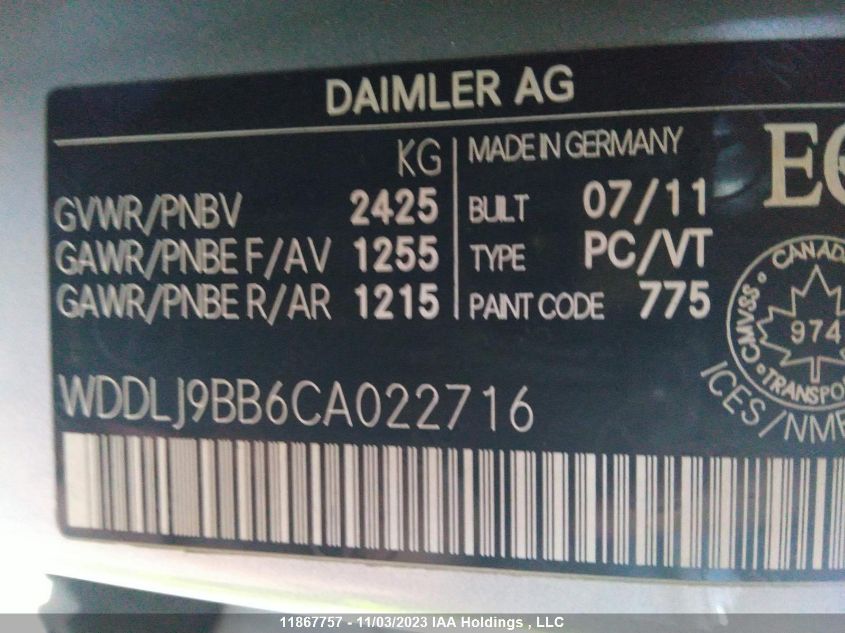 DAIMLER AG
KG
GVWR/PNBV 2425
GAWR/PNBE F/AV 1255
GAWR/PNBE R/AR 1215
MADE IN GERMANY
BUILT 07/11
TYPE PC/VT
PAINT CODE 775
CANADA
CMVSS
974
TRANSPO
ICES/NM
WDDLJ9BB6CA022716
11867757 - 11/03/2023 IAA Holdings , LLC